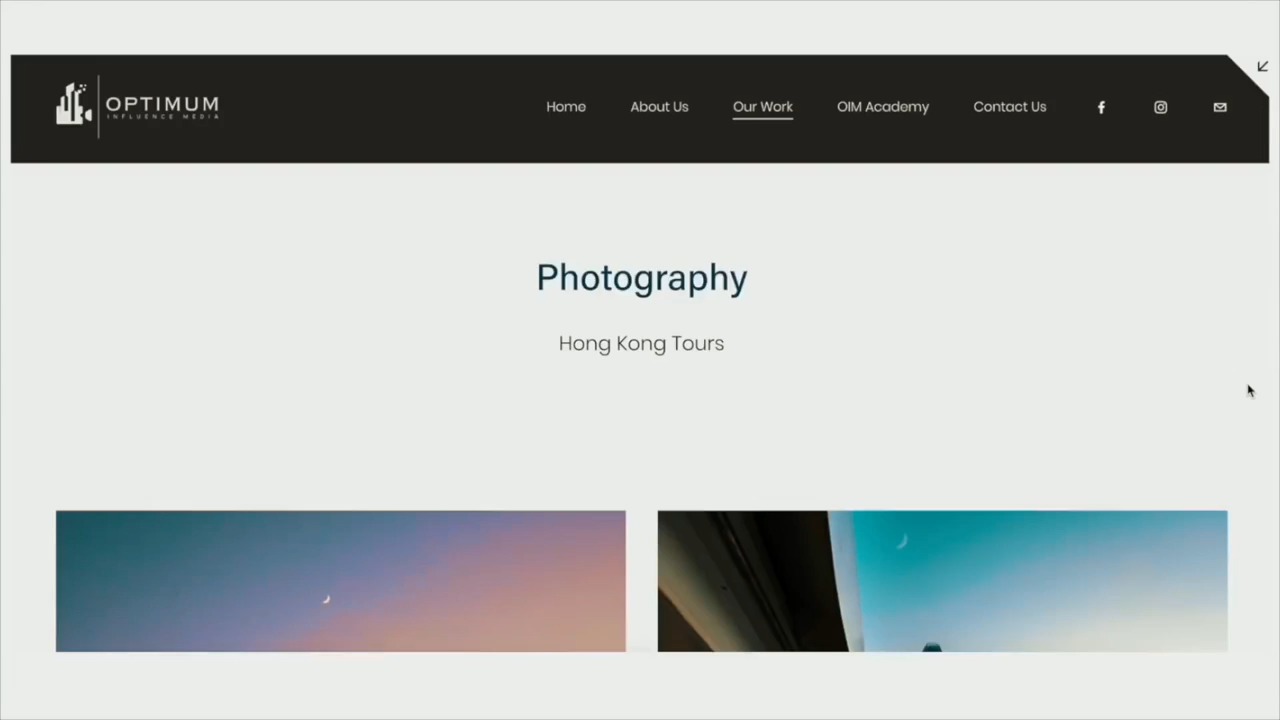 OPTIMUM
INFLUENCE MEDIA
Home About Us Our Work OIM Academy Contact Us
Photography
Hong Kong Tours